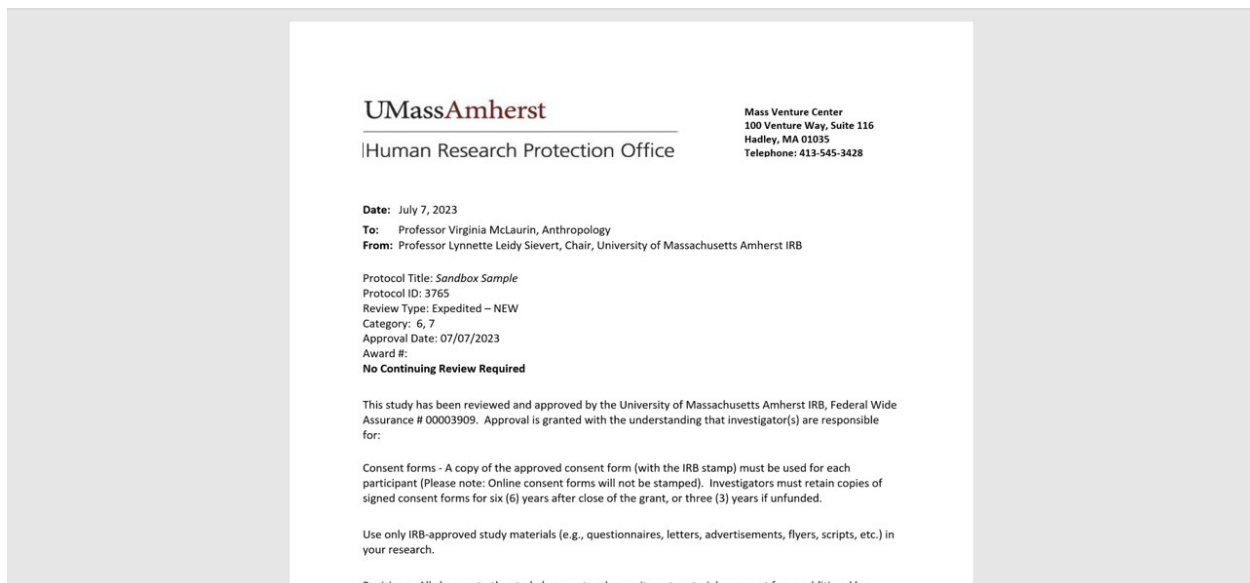 UMassAmherst
Human Research Protection Office
Mass Venture Center
100 Venture Way, Suite 116
Hadley, MA 01035
Telephone: 413-545-3428
Date: July 7, 2023
To: Professor Virginia McLaurin, Anthropology
From: Professor Lynnette Leidy Sievert, Chair, University of Massachusetts Amherst IRB
Protocol Title: Sandbox Sample
Protocol ID: 3765
Review Type: Expedited – NEW
Category: 6, 7
Approval Date: 07/07/2023
Award #:
No Continuing Review Required
This study has been reviewed and approved by the University of Massachusetts Amherst IRB, Federal Wide
Assurance # 00003909. Approval is granted with the understanding that investigator(s) are responsible
for:
Consent forms - A copy of the approved consent form (with the IRB stamp) must be used for each
participant (Please note: Online consent forms will not be stamped). Investigators must retain copies of
signed consent forms for six (6) years after close of the grant, or three (3) years if unfunded.
Use only IRB-approved study materials (e.g., questionnaires, letters, advertisements, flyers, scripts, etc.) in
your research.